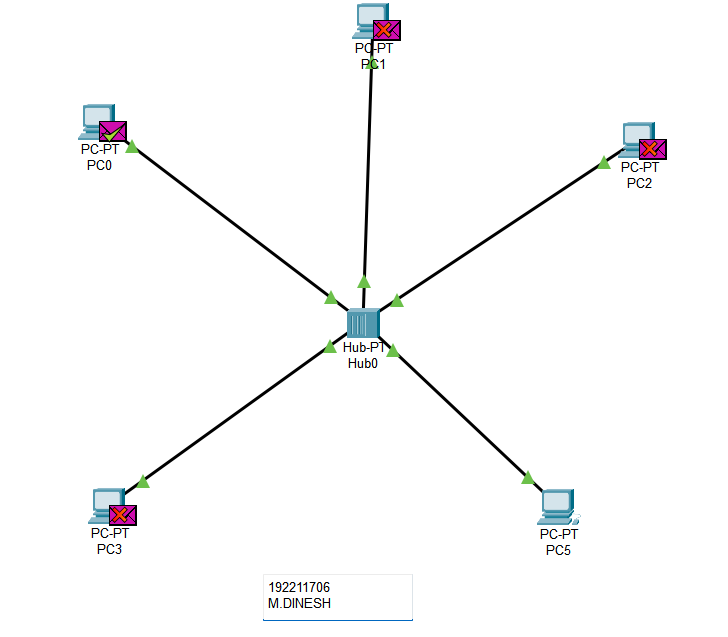 PC-PT
PC1
PC-PT
PC0
PC-PT
PC2
Hub-PT
Hub0
PC-PT
PC3
PC-PT
PC5
192211706
M.DINESH